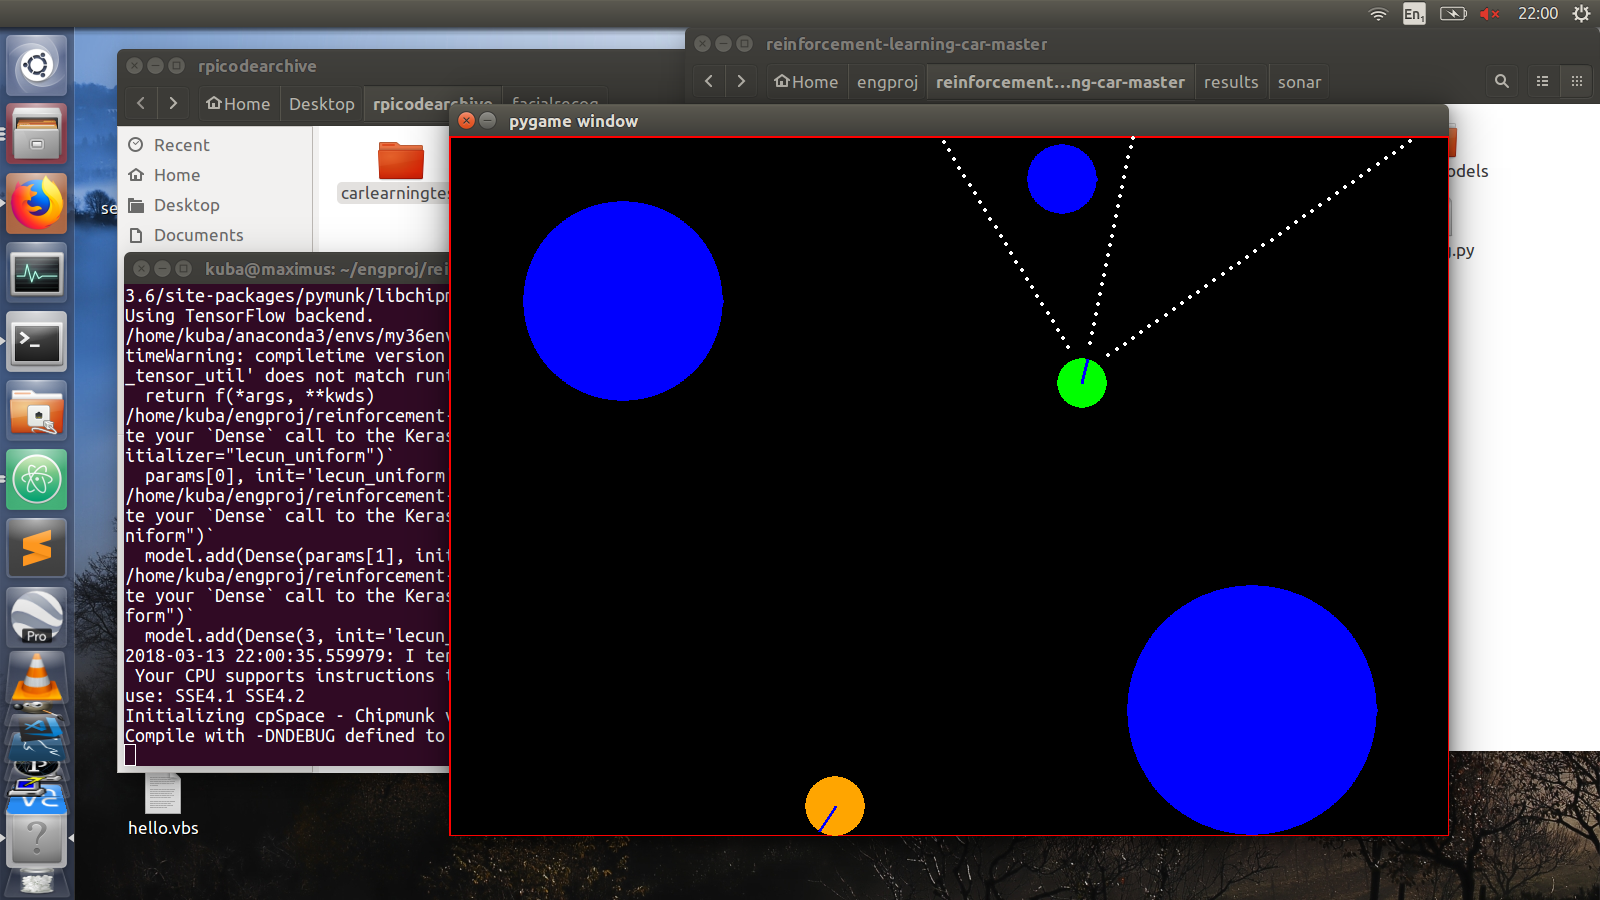 En1
22:00
rpicodearchive
reinforcement-learning-car-master
Home
Desktop
rpicodearchive
facialrecog
Home
engproj
reinforcement...ng-car-master
results
sonar
pygame window
Recent
Home
Desktop
Documents
carlearningtes
odels
.py
se
kuba@maximus: ~/engproj/rei
3.6/site-packages/pymunk/libchip
Using TensorFlow backend.
/home/kuba/anaconda3/envs/my36env
timeWarning: compiletime version
_tensor_util' does not match runt
return f(*args, **kwds)
/home/kuba/engproj/reinforcement-
te your `Dense` call to the Keras
itializer="lecun_uniform")`
params[0], init='lecun_uniform
/home/kuba/engproj/reinforcement-
te your `Dense` call to the Keras
niform")`
model.add(Dense(params[1], init
/home/kuba/engproj/reinforcement-
te your `Dense` call to the Keras
form")`
model.add(Dense(3, init='lecun_
2018-03-13 22:00:35.559979: I ten
Your CPU supports instructions t
use: SSE4.1 SSE4.2
Initializing cpSpace - Chipmunk v
Compile with -DNDEBUG defined to
Pro
hello.vbs